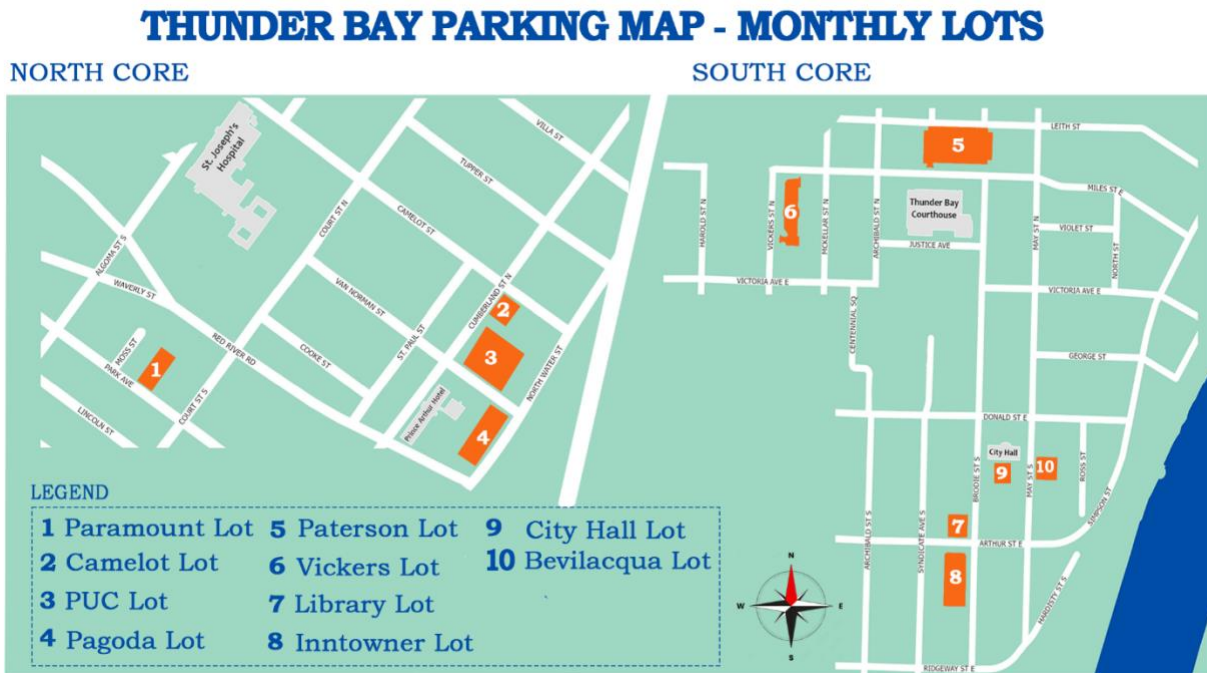 THUNDER BAY PARKING MAP - MONTHLY LOTS
NORTH CORE
SOUTH CORE
St. Joseph's
Hospital
VILLA ST
TUPPER ST
COURT ST N
CAMELOT ST
ALGOMA ST S
WAVERLY ST
VAN NORMAN ST
CUMBERLAND ST N
2
ST. PAUL ST
RED RIVER RD
COOKE ST
3
NORTH WATER ST
MOSS ST
1
PARK AVE
COURT ST S
LINCOLN ST
Prince Arthur Hotel
4
LEITH ST
5
MILES ST E
HAROLD ST N
VICKERS ST N
6
MCKELLAR ST N
ARCHIBALD ST N
Thunder Bay
Courthouse
JUSTICE AVE
MAY ST N
VIOLET ST
NORTH ST
VICTORIA AVE E
VICTORIA AVE E
CENTENNIAL SQ
GEORGE ST
DONALD ST E
City Hall
9
10
BRODIE ST S
MAY ST S
ROSS ST
SIMPSON ST
ARCHIBALD ST S
SYNDICATE AVE S
7
ARTHUR ST E
8
HARDISTY ST S
RIDGEWAY ST E
N
W
E
S
LEGEND
1 Paramount Lot
2 Camelot Lot
3 PUC Lot
4 Pagoda Lot
5 Paterson Lot
6 Vickers Lot
7 Library Lot
8 Inntowner Lot
9 City Hall Lot
10 Bevilacqua Lot